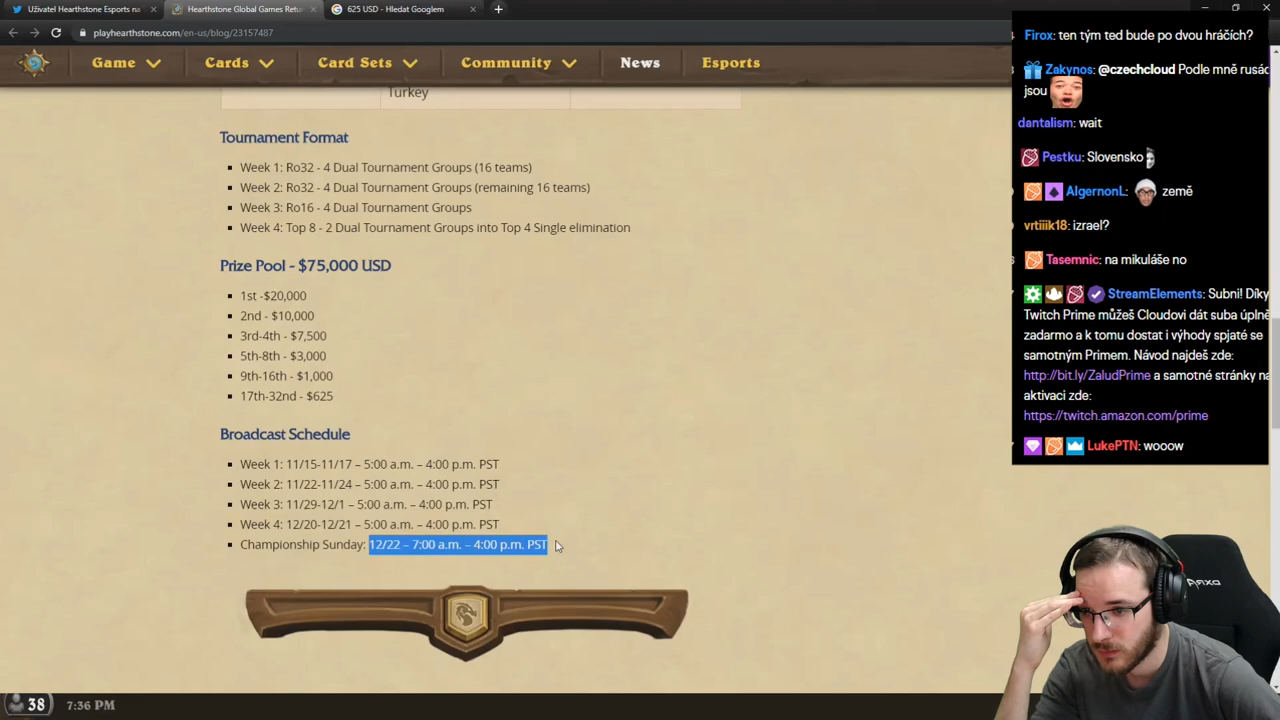 Uživatel Hearthstone Esports na
Hearthstone Global Games Retu
625 USD - Hledat Googlem
playhearthstone.com/en-us/blog/23157487
Game
Cards
Card Sets
Community
News
Esports
Turkey
Tournament Format
Week 1: Ro32 - 4 Dual Tournament Groups (16 teams)
Week 2: Ro32 - 4 Dual Tournament Groups (remaining 16 teams)
Week 3: Ro16 - 4 Dual Tournament Groups
Week 4: Top 8 - 2 Dual Tournament Groups into Top 4 Single elimination
Prize Pool - $75,000 USD
1st -$20,000
2nd - $10,000
3rd-4th - $7,500
5th-8th - $3,000
9th-16th - $1,000
17th-32nd - $625
Broadcast Schedule
Week 1: 11/15-11/17 – 5:00 a.m. – 4:00 p.m. PST
Week 2: 11/22-11/24 – 5:00 a.m. – 4:00 p.m. PST
Week 3: 11/29-12/1 – 5:00 a.m. – 4:00 p.m. PST
Week 4: 12/20-12/21 – 5:00 a.m. – 4:00 p.m. PST
Championship Sunday: 12/22 – 7:00 a.m. – 4:00 p.m. PST
38
7:36 PM
Firox: ten tým ted bude po dvou hráčích?
Zakynos: @czechcloud Podle mně rusác
jsou
dantalism: wait
Pestku: Slovensko
AlgernonL: země
vrtiiik18: izrael?
Tasemnic: na mikuláše no
StreamElements: Subni! Díky
Twitch Prime můžeš Cloudovi dát suba úplně
zadarmo a k tomu dostat i výhody spjaté se
samotným Primem. Návod najdeš zde:
http://bit.ly/ZaludPrime a samotné stránky na
aktivaci zde:
https://twitch.amazon.com/prime
LukePTN: wooow
AFIXA